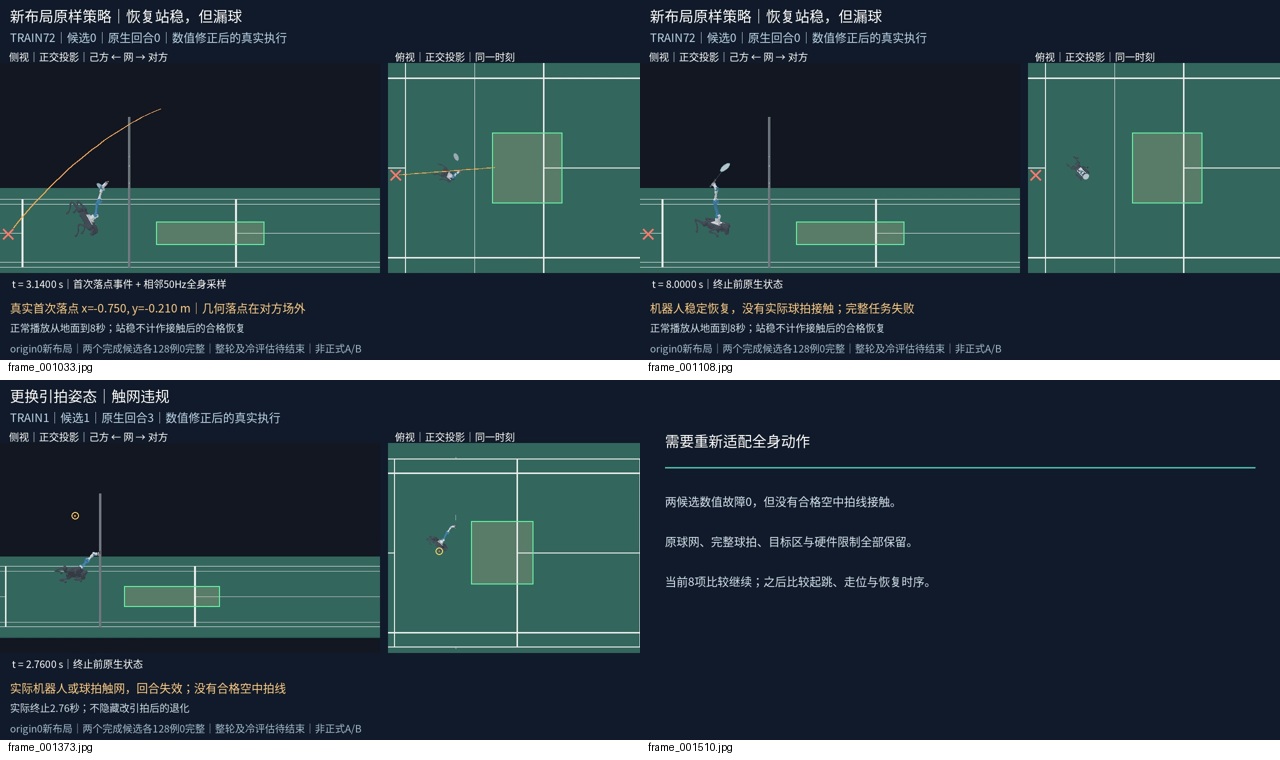 新布局原样策略｜恢复站稳，但漏球
TRAIN72｜候选0｜原生回合0｜数值修正后的真实执行
侧视｜正交投影｜己方 ← 网 → 对方
俯视｜正交投影｜同一时刻
t = 3.1400 s｜首次落点事件 + 相邻50Hz全身采样
真实首次落点 x=-0.750, y=-0.210 m｜几何落点在对方场外
正常播放从地面到8秒；站稳不计作接触后的合格恢复
origin0新布局｜两个完成候选各128例0完整｜整轮及冷评估待结束｜非正式A/B
frame_001033.jpg
新布局原样策略｜恢复站稳，但漏球
TRAIN72｜候选0｜原生回合0｜数值修正后的真实执行
侧视｜正交投影｜己方 ← 网 → 对方
俯视｜正交投影｜同一时刻
t = 8.0000 s｜终止前原生状态
机器人稳定恢复，没有实际球拍接触；完整任务失败
正常播放从地面到8秒；站稳不计作接触后的合格恢复
origin0新布局｜两个完成候选各128例0完整｜整轮及冷评估待结束｜非正式A/B
frame_001108.jpg
更换引拍姿态｜触网违规
TRAIN1｜候选1｜原生回合3｜数值修正后的真实执行
侧视｜正交投影｜己方 ← 网 → 对方
俯视｜正交投影｜同一时刻
t = 2.7600 s｜终止前原生状态
实际机器人或球拍触网，回合失效；没有合格空中拍线
实际终止2.76秒；不隐藏改引拍后的退化
origin0新布局｜两个完成候选各128例0完整｜整轮及冷评估待结束｜非正式A/B
frame_001373.jpg
需要重新适配全身动作
两候选数值故障0，但没有合格空中拍线接触。
原球网、完整球拍、目标区与硬件限制全部保留。
当前8项比较继续；之后比较起跳、走位与恢复时序。
frame_001510.jpg